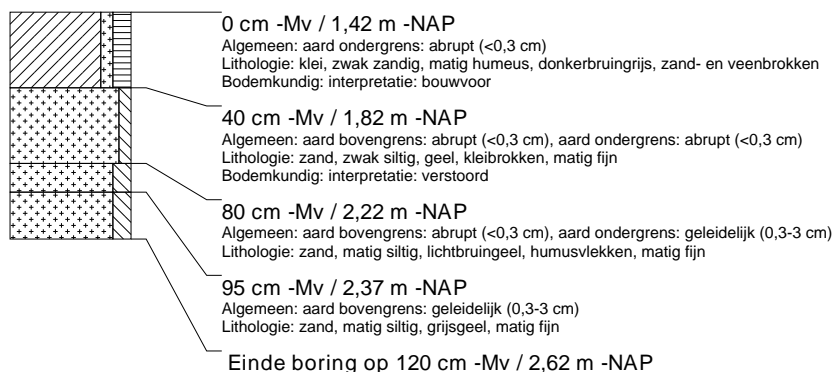 0 cm -Mv / 1,42 m -NAP
Algemeen: aard ondergrens: abrupt (<0,3 cm)
Lithologie: klei, zwak zandig, matig humeus, donkerbruingrijs, zand- en veenbrokken
Bodemkundig: interpretatie: bouwvoor
40 cm -Mv / 1,82 m -NAP
Algemeen: aard bovengrens: abrupt (<0,3 cm), aard ondergrens: abrupt (<0,3 cm)
Lithologie: zand, zwak siltig, geel, kleibrokken, matig fijn
Bodemkundig: interpretatie: verstoord
80 cm -Mv / 2,22 m -NAP
Algemeen: aard bovengrens: abrupt (<0,3 cm), aard ondergrens: geleidelijk (0,3-3 cm)
Lithologie: zand, matig siltig, lichtbruingeel, humusvlekken, matig fijn
95 cm -Mv / 2,37 m -NAP
Algemeen: aard bovengrens: geleidelijk (0,3-3 cm)
Lithologie: zand, matig siltig, grijsgeel, matig fijn
Einde boring op 120 cm -Mv / 2,62 m -NAP